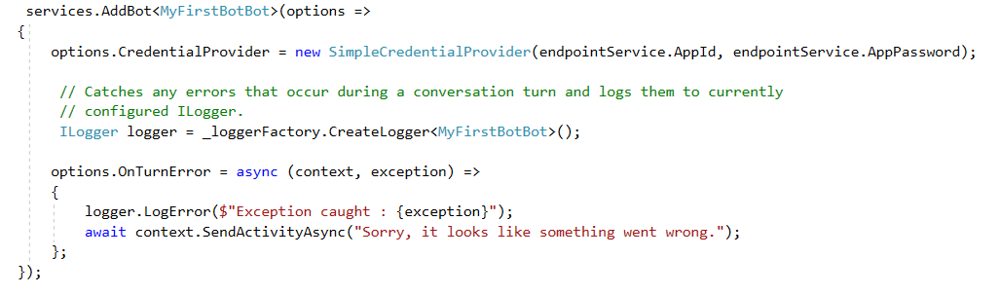 services.AddBot<MyFirstBotBot>(options =>
{
options.CredentialProvider = new SimpleCredentialProvider(endpointService.AppId, endpointService.AppPassword);
// Catches any errors that occur during a conversation turn and logs them to currently
// configured ILogger.
ILogger logger = _loggerFactory.CreateLogger<MyFirstBotBot>();
options.OnTurnError = async (context, exception) =>
{
logger.LogError($"Exception caught : {exception}");
await context.SendActivityAsync("Sorry, it looks like something went wrong.");
};
});